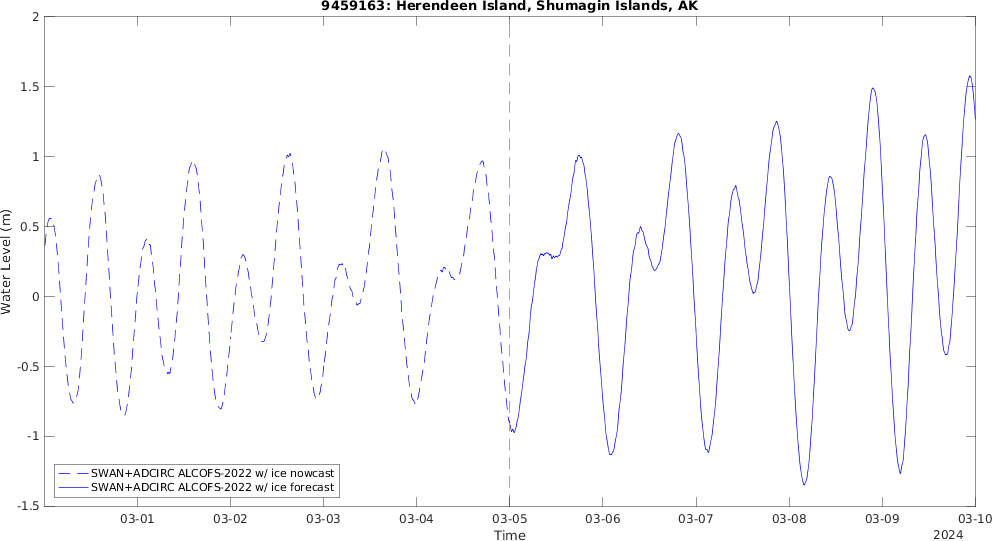 9459163: Herendeen Island, Shumagin Islands, AK
2
1.5
1
0.5
0
-0.5
-1
-1.5
Water Level (m)
SWAN+ADCIRC ALCOFS-2022 w/ ice nowcast
SWAN+ADCIRC ALCOFS-2022 w/ ice forecast
03-01 03-02 03-03 03-04 03-05 03-06 03-07 03-08 03-09 03-10
Time
2024